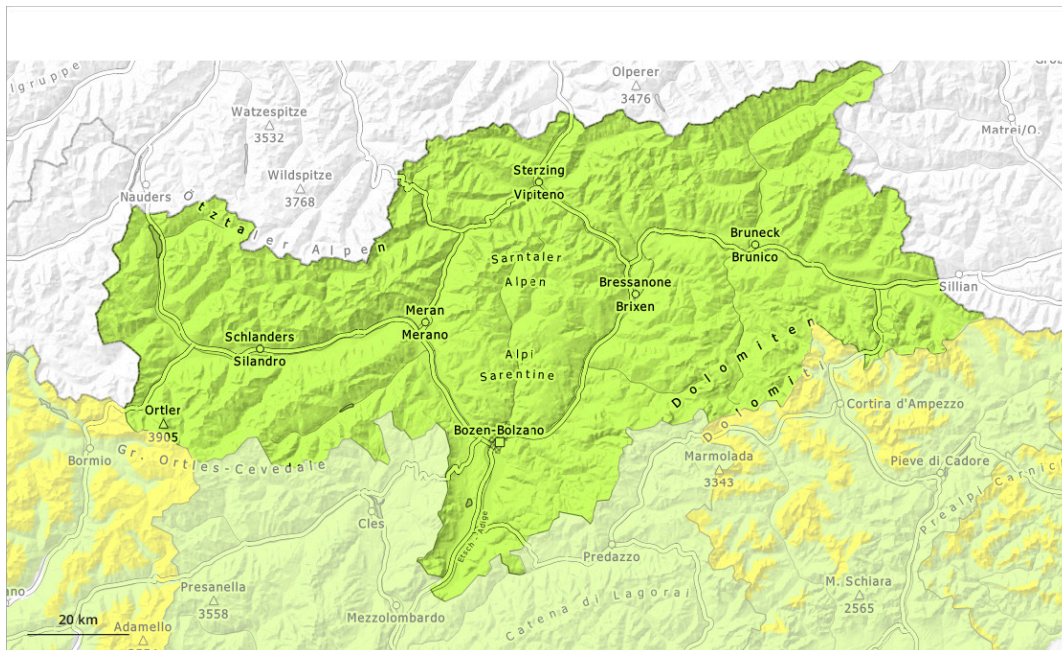 Olperer
3476
Watzespitze
3532
Matrei/O.
Sterzing
Vipiteno
Wildspitze
3768
Nauders
Ötztaler Alpen
Bruneck
Brunico
Sarntaler
Alpen
Bressanone
Brixen
Sillian
Meran
Merano
Schlanders
Silandro
Alpi
Sarentine
Dolomiten
Dolomiti
Cortina d'Ampezzo
Ortler
3905
Bozen-Bolzano
Bormio
Gr. Ortles-Cevedale
Marmolada
3343
Pieve di Cadore
Prealpi Carnic
Cles
Etsch - Adige
Predazzo
Presanella
3558
M. Schiara
2565
Mezzolombardo
Catena di Lagorai
20 km
Adamello